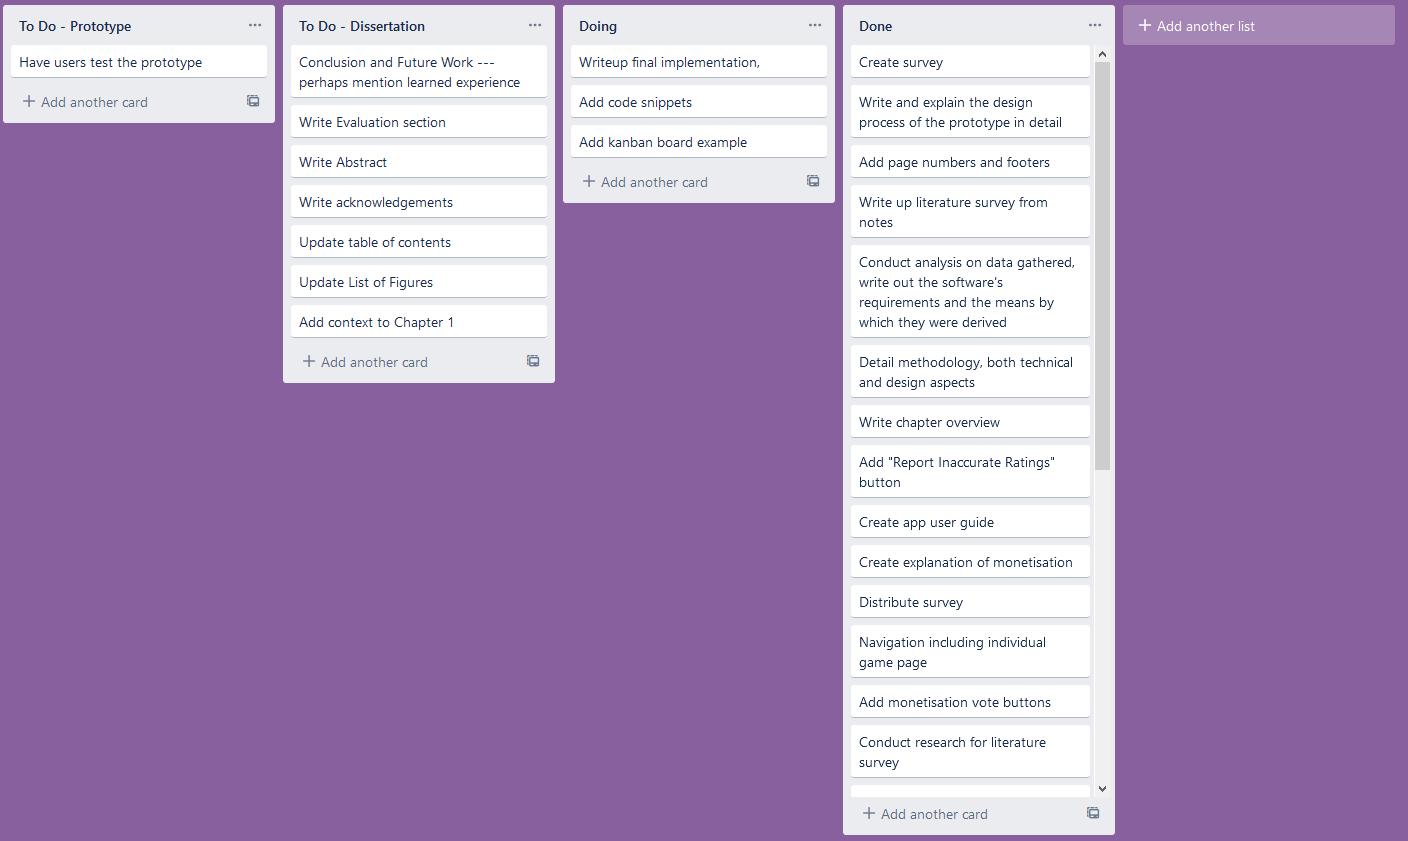 To Do - Prototype
Have users test the prototype
Add another card
To Do - Dissertation
Conclusion and Future Work ---
perhaps mention learned experience
Write Evaluation section
Write Abstract
Write acknowledgements
Update table of contents
Update List of Figures
Add context to Chapter 1
Add another card
Doing
Writeup final implementation,
Add code snippets
Add kanban board example
Add another card
Done
Create survey
Write and explain the design
process of the prototype in detail
Add page numbers and footers
Write up literature survey from
notes
Conduct analysis on data gathered,
write out the software's
requirements and the means by
which they were derived
Detail methodology, both technical
and design aspects
Write chapter overview
Add "Report Inaccurate Ratings"
button
Create app user guide
Create explanation of monetisation
Distribute survey
Navigation including individual
game page
Add monetisation vote buttons
Conduct research for literature
survey
Add another card
Add another list